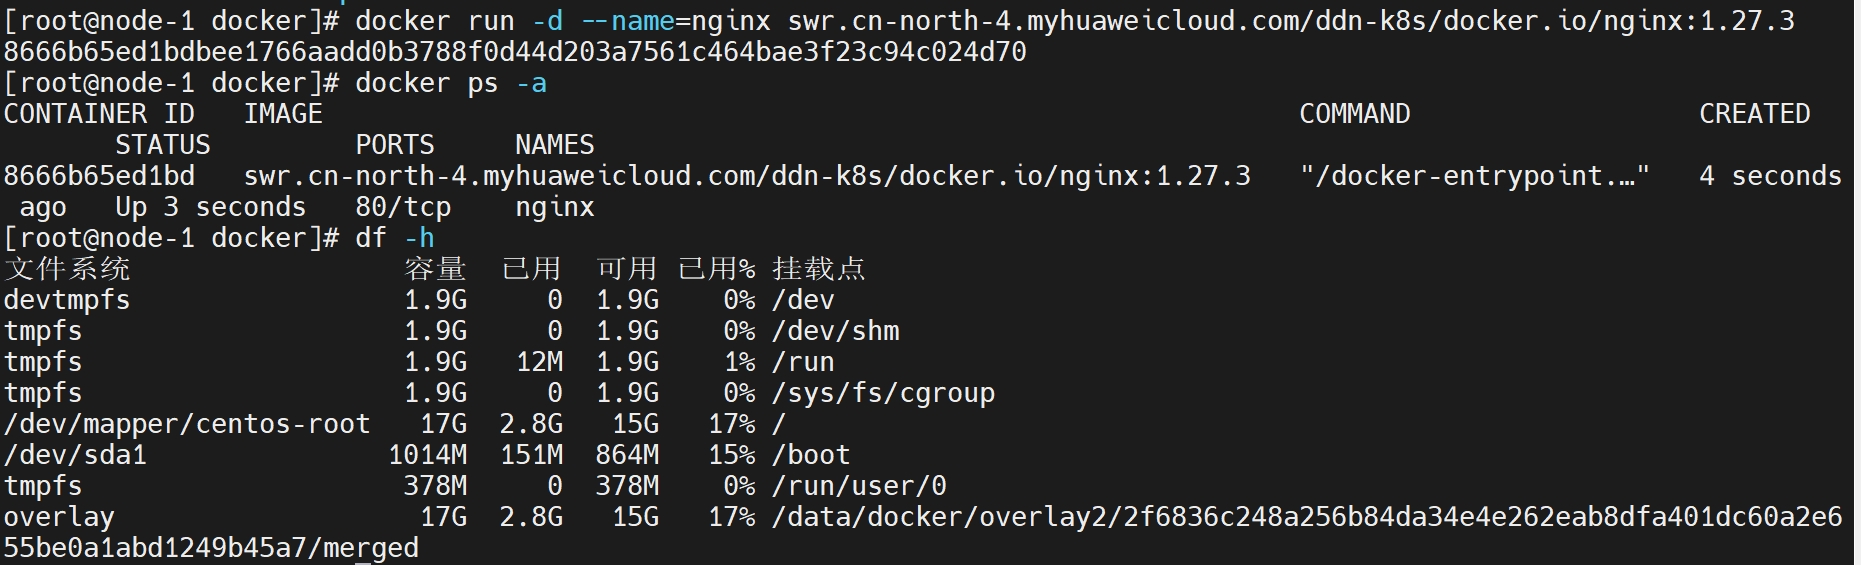 [root@node-1 docker]# docker run -d --name=nginx swr.cn-north-4.myhuaweicloud.com/ddn-k8s/docker.io/nginx:1.27.3
8666b65ed1bdbee1766aadd0b3788f0d44d203a7561c464bae3f23c94c024d70
[root@node-1 docker]# docker ps -a
CONTAINER ID   IMAGE                                                             COMMAND                  CREATED
       STATUS         PORTS     NAMES
8666b65ed1bd   swr.cn-north-4.myhuaweicloud.com/ddn-k8s/docker.io/nginx:1.27.3   "/docker-entrypoint.…"   4 seconds
 ago   Up 3 seconds   80/tcp    nginx
[root@node-1 docker]# df -h
文件系统                 容量  已用  可用 已用% 挂载点
devtmpfs                 1.9G     0  1.9G    0% /dev
tmpfs                    1.9G     0  1.9G    0% /dev/shm
tmpfs                    1.9G   12M  1.9G    1% /run
tmpfs                    1.9G     0  1.9G    0% /sys/fs/cgroup
/dev/mapper/centos-root   17G  2.8G   15G   17% /
/dev/sda1               1014M  151M  864M   15% /boot
tmpfs                    378M     0  378M    0% /run/user/0
overlay                   17G  2.8G   15G   17% /data/docker/overlay2/2f6836c248a256b84da34e4e262eab8dfa401dc60a2e6
55be0a1abd1249b45a7/merged